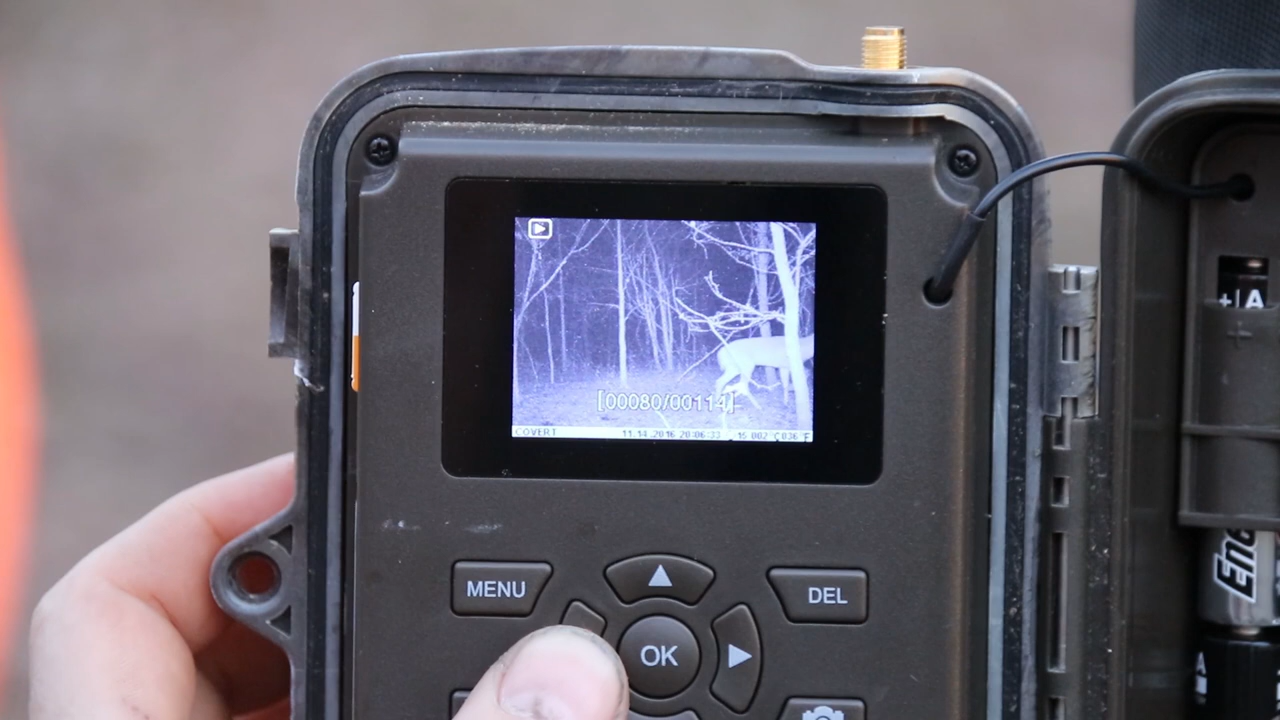 [00080/00114]
COVERT 11.14.2016 20:06:33
MENU
DEL
OK
+|A
+
Ene
A